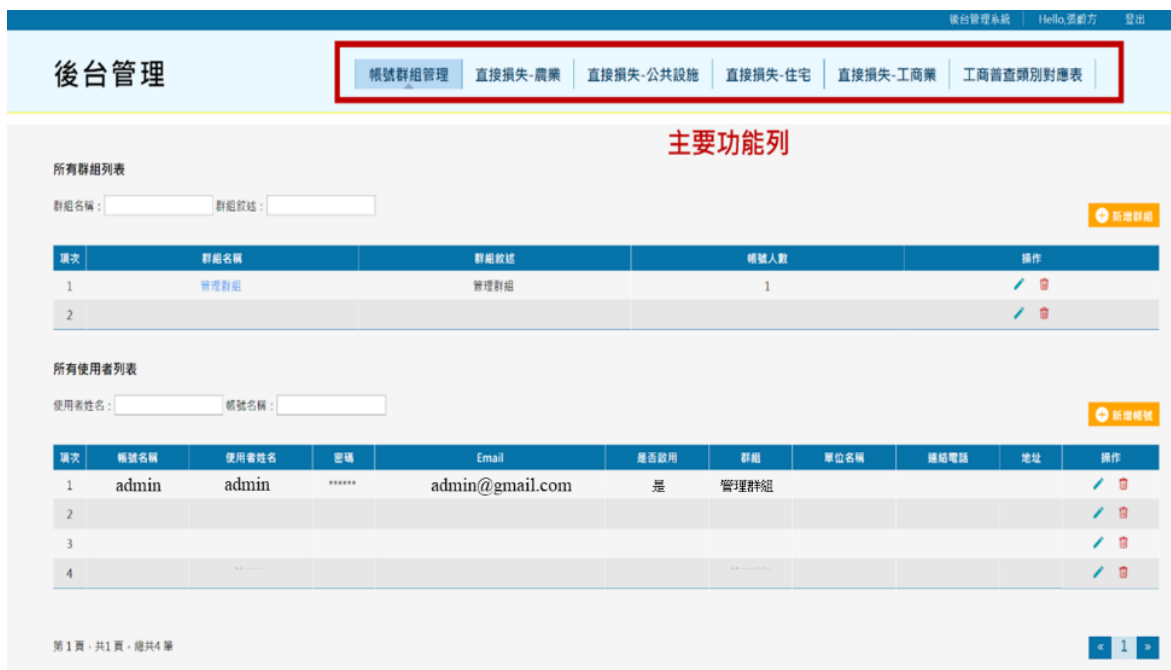 後台管理系統 Hello,張齡方 登出
後台管理 帳號群組管理 直接損失-農業 直接損失-公共設施 直接損失-住宅 直接損失-工商業 工商普查類別對應表
主要功能列
所有群組列表
群組名稱： 群組敘述：
新增群組
項次 群組名稱 群組敘述 帳號人數 操作
1 管理群組 管理群組 1
2
所有使用者列表
使用者姓名： 帳號名稱：
新增帳號
項次 帳號名稱 使用者姓名 密碼 Email 是否啟用 群組 單位名稱 連絡電話 地址 操作
1 admin admin ****** admin@gmail.com 是 管理群組
2
3
4
第1頁，共1頁，總共4筆
« 1 »